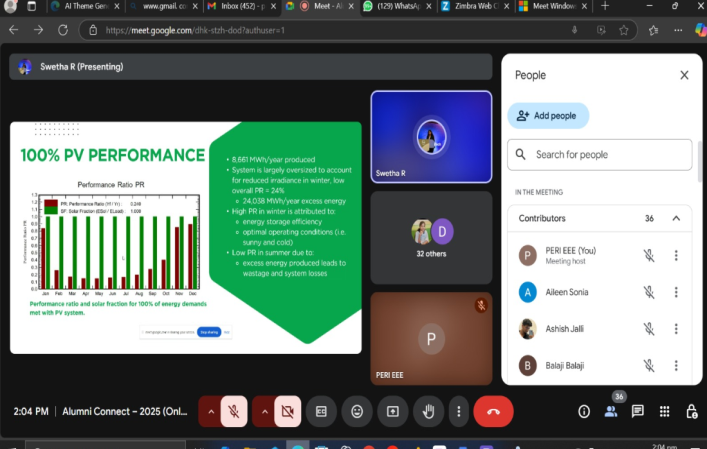 AI Theme Gen
www.gmail.co
Inbox (452) - p
Meet - Al
(129) WhatsAp
Zimbra Web C
Meet Window
https://meet.google.com/dhk-stzh-dod?authuser=1
Swetha R (Presenting)
100% PV PERFORMANCE
Performance Ratio PR
PR: Performance Ratio (Yf / Yr) : 0.246
SF: Solar Fraction (ESol / ELoad): 1.000
Performance Ratio PR
1.3
1.2
1.1
1.0
0.9
0.8
0.7
0.6
0.5
0.4
0.3
0.2
0.1
0.0
Jan Feb Mar Apr May Jun Jul Aug Sep Oct Nov Dec
Performance ratio and solar fraction for 100% of energy demands
met with PV system.
• 8,661 MWh/year produced
• System is largely oversized to account
for reduced irradiance in winter, low
overall PR = 24%
24,038 MWh/year excess energy
• High PR in winter is attributed to:
energy storage efficiency
optimal operating conditions (i.e.
sunny and cold)
• Low PR in summer due to:
excess energy produced leads to
wastage and system losses
Stop sharing
Hide
Swetha R
D
32 others
P
PERI EEE
People
Add people
Search for people
IN THE MEETING
Contributors 36
P
PERI EEE (You)
Meeting host
A
Aileen Sonia
Ashish Jalli
B
Balaji Balaji
2:04 PM | Alumni Connect – 2025 (Onl...
CC
36
2:04 pm